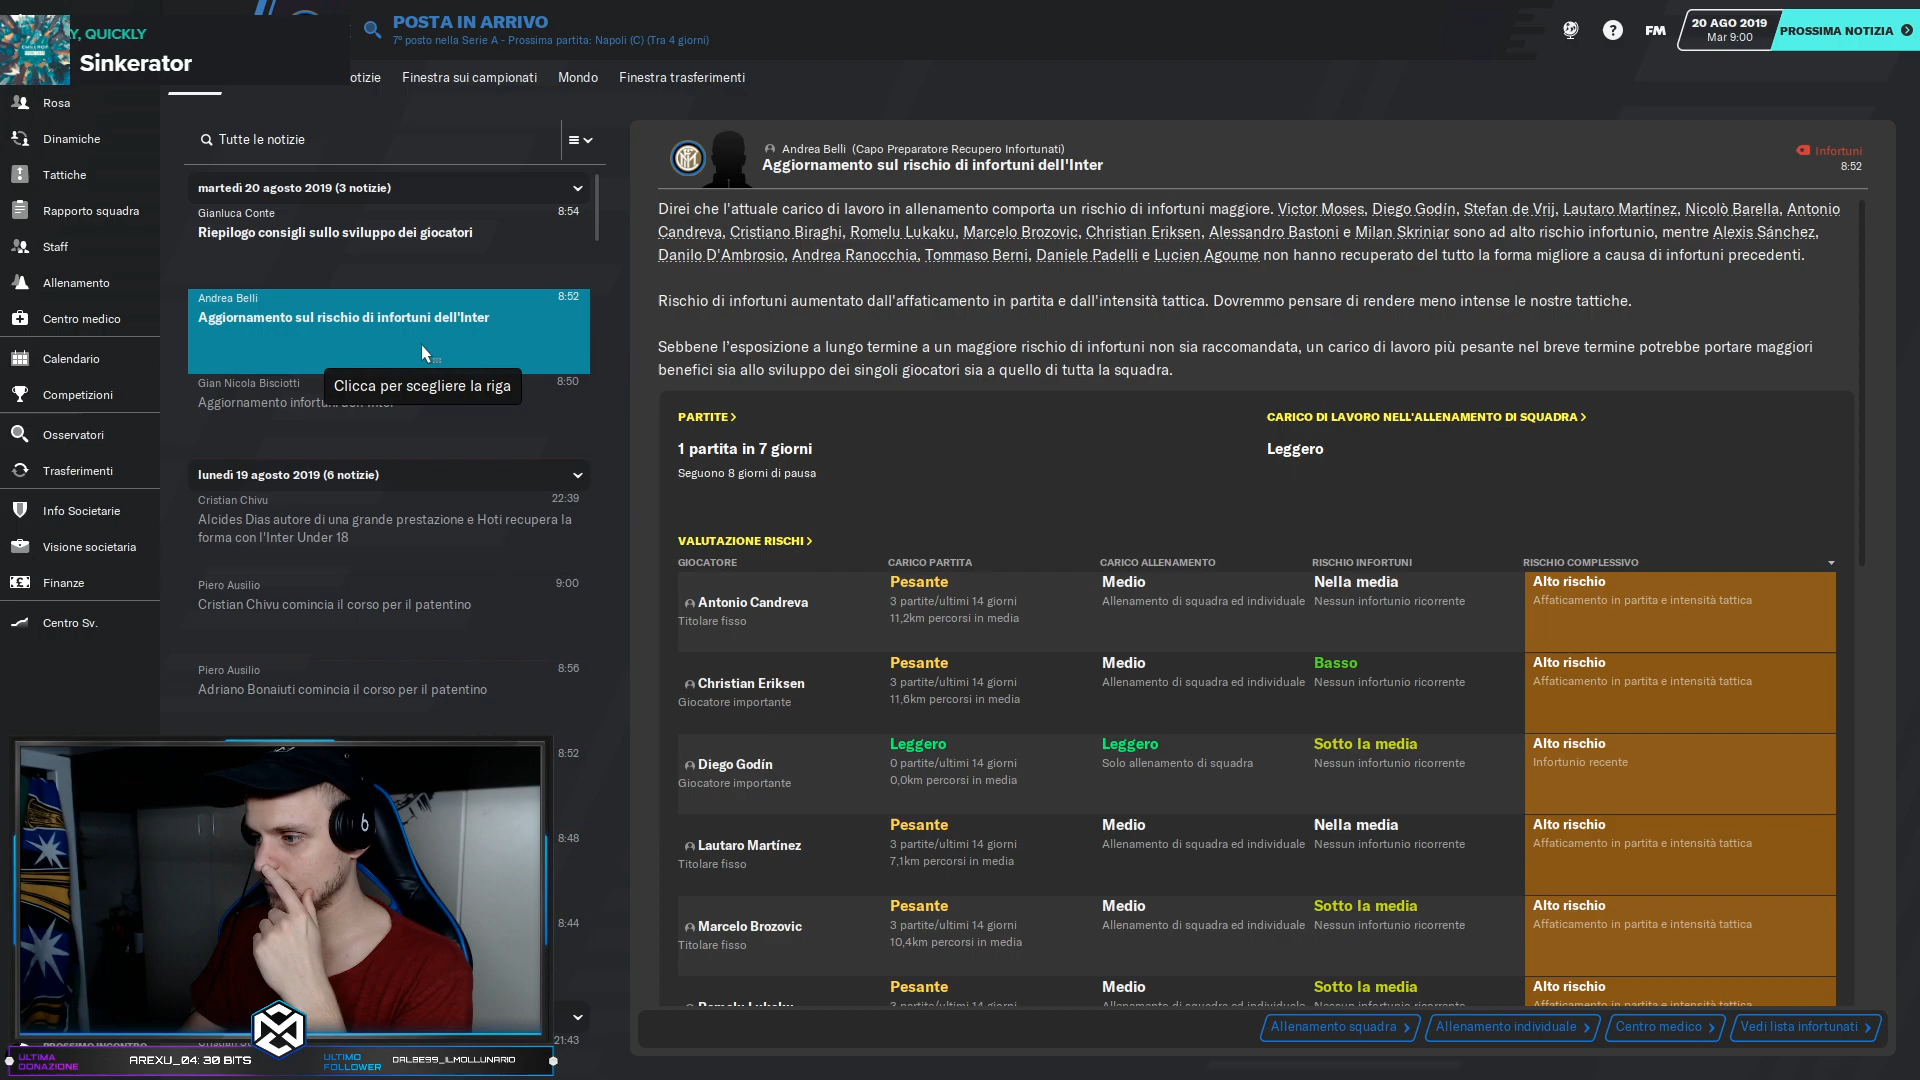 Y, QUICKLY
Sinkerator
POSTA IN ARRIVO
7° posto nella Serie A - Prossima partita: Napoli (C) (Tra 4 giorni)
FM
20 AGO 2019
Mar 9:00
PROSSIMA NOTIZIA
otizie
Finestra sui campionati
Mondo
Finestra trasferimenti
Rosa
Dinamiche
Tattiche
Rapporto squadra
Staff
Allenamento
Centro medico
Calendario
Competizioni
Osservatori
Trasferimenti
Info Societarie
Visione societaria
Finanze
Centro Sv.
Tutte le notizie
martedì 20 agosto 2019 (3 notizie)
Gianluca Conte 8:54
Riepilogo consigli sullo sviluppo dei giocatori
Andrea Belli 8:52
Aggiornamento sul rischio di infortuni dell'Inter
Gian Nicola Bisciotti 8:50
Aggiornamento infortuni dell'Inter
Clicca per scegliere la riga
lunedì 19 agosto 2019 (6 notizie)
Cristian Chivu 22:39
Alcides Dias autore di una grande prestazione e Hoti recupera la
forma con l'Inter Under 18
Piero Ausilio 9:00
Cristian Chivu comincia il corso per il patentino
Piero Ausilio 8:56
Adriano Bonaiuti comincia il corso per il patentino
8:52
8:48
8:44
21:43
Andrea Belli (Capo Preparatore Recupero Infortunati)
Aggiornamento sul rischio di infortuni dell'Inter
Infortuni
8:52
Direi che l'attuale carico di lavoro in allenamento comporta un rischio di infortuni maggiore. Victor Moses, Diego Godín, Stefan de Vrij, Lautaro Martínez, Nicolò Barella, Antonio
Candreva, Cristiano Biraghi, Romelu Lukaku, Marcelo Brozovic, Christian Eriksen, Alessandro Bastoni e Milan Skriniar sono ad alto rischio infortunio, mentre Alexis Sánchez,
Danilo D'Ambrosio, Andrea Ranocchia, Tommaso Berni, Daniele Padelli e Lucien Agoume non hanno recuperato del tutto la forma migliore a causa di infortuni precedenti.
Rischio di infortuni aumentato dall'affaticamento in partita e dall'intensità tattica. Dovremmo pensare di rendere meno intense le nostre tattiche.
Sebbene l'esposizione a lungo termine a un maggiore rischio di infortuni non sia raccomandata, un carico di lavoro più pesante nel breve termine potrebbe portare maggiori
benefici sia allo sviluppo dei singoli giocatori sia a quello di tutta la squadra.
PARTITE
1 partita in 7 giorni
Seguono 8 giorni di pausa
CARICO DI LAVORO NELL'ALLENAMENTO DI SQUADRA
Leggero
VALUTAZIONE RISCHI
GIOCATORE CARICO PARTITA CARICO ALLENAMENTO RISCHIO INFORTUNI RISCHIO COMPLESSIVO
Pesante Medio Nella media Alto rischio
Antonio Candreva 3 partite/ultimi 14 giorni Allenamento di squadra ed individuale Nessun infortunio ricorrente Affaticamento in partita e intensità tattica
Titolare fisso 11,2km percorsi in media
Pesante Medio Basso Alto rischio
Christian Eriksen 3 partite/ultimi 14 giorni Allenamento di squadra ed individuale Nessun infortunio ricorrente Affaticamento in partita e intensità tattica
Giocatore importante 11,6km percorsi in media
Leggero Leggero Sotto la media Alto rischio
Diego Godín 0 partite/ultimi 14 giorni Solo allenamento di squadra Nessun infortunio ricorrente Infortunio recente
Giocatore importante 0,0km percorsi in media
Pesante Medio Nella media Alto rischio
Lautaro Martínez 3 partite/ultimi 14 giorni Allenamento di squadra ed individuale Nessun infortunio ricorrente Affaticamento in partita e intensità tattica
Titolare fisso 7,1km percorsi in media
Pesante Medio Sotto la media Alto rischio
Marcelo Brozovic 3 partite/ultimi 14 giorni Allenamento di squadra ed individuale Nessun infortunio ricorrente Affaticamento in partita e intensità tattica
Titolare fisso 10,4km percorsi in media
Pesante Medio Sotto la media Alto rischio
Romelu Lukaku 3 partite/ultimi 14 giorni Allenamento di squadra ed individuale Nessun infortunio ricorrente Affaticamento in partita e intensità tattica
Allenamento squadra
Allenamento individuale
Centro medico
Vedi lista infortunati
ULTIMA
DONAZIONE
AREXU_04: 30 BITS
ULTIMO
FOLLOWER
DALBE99_ILMOLLUNARIO